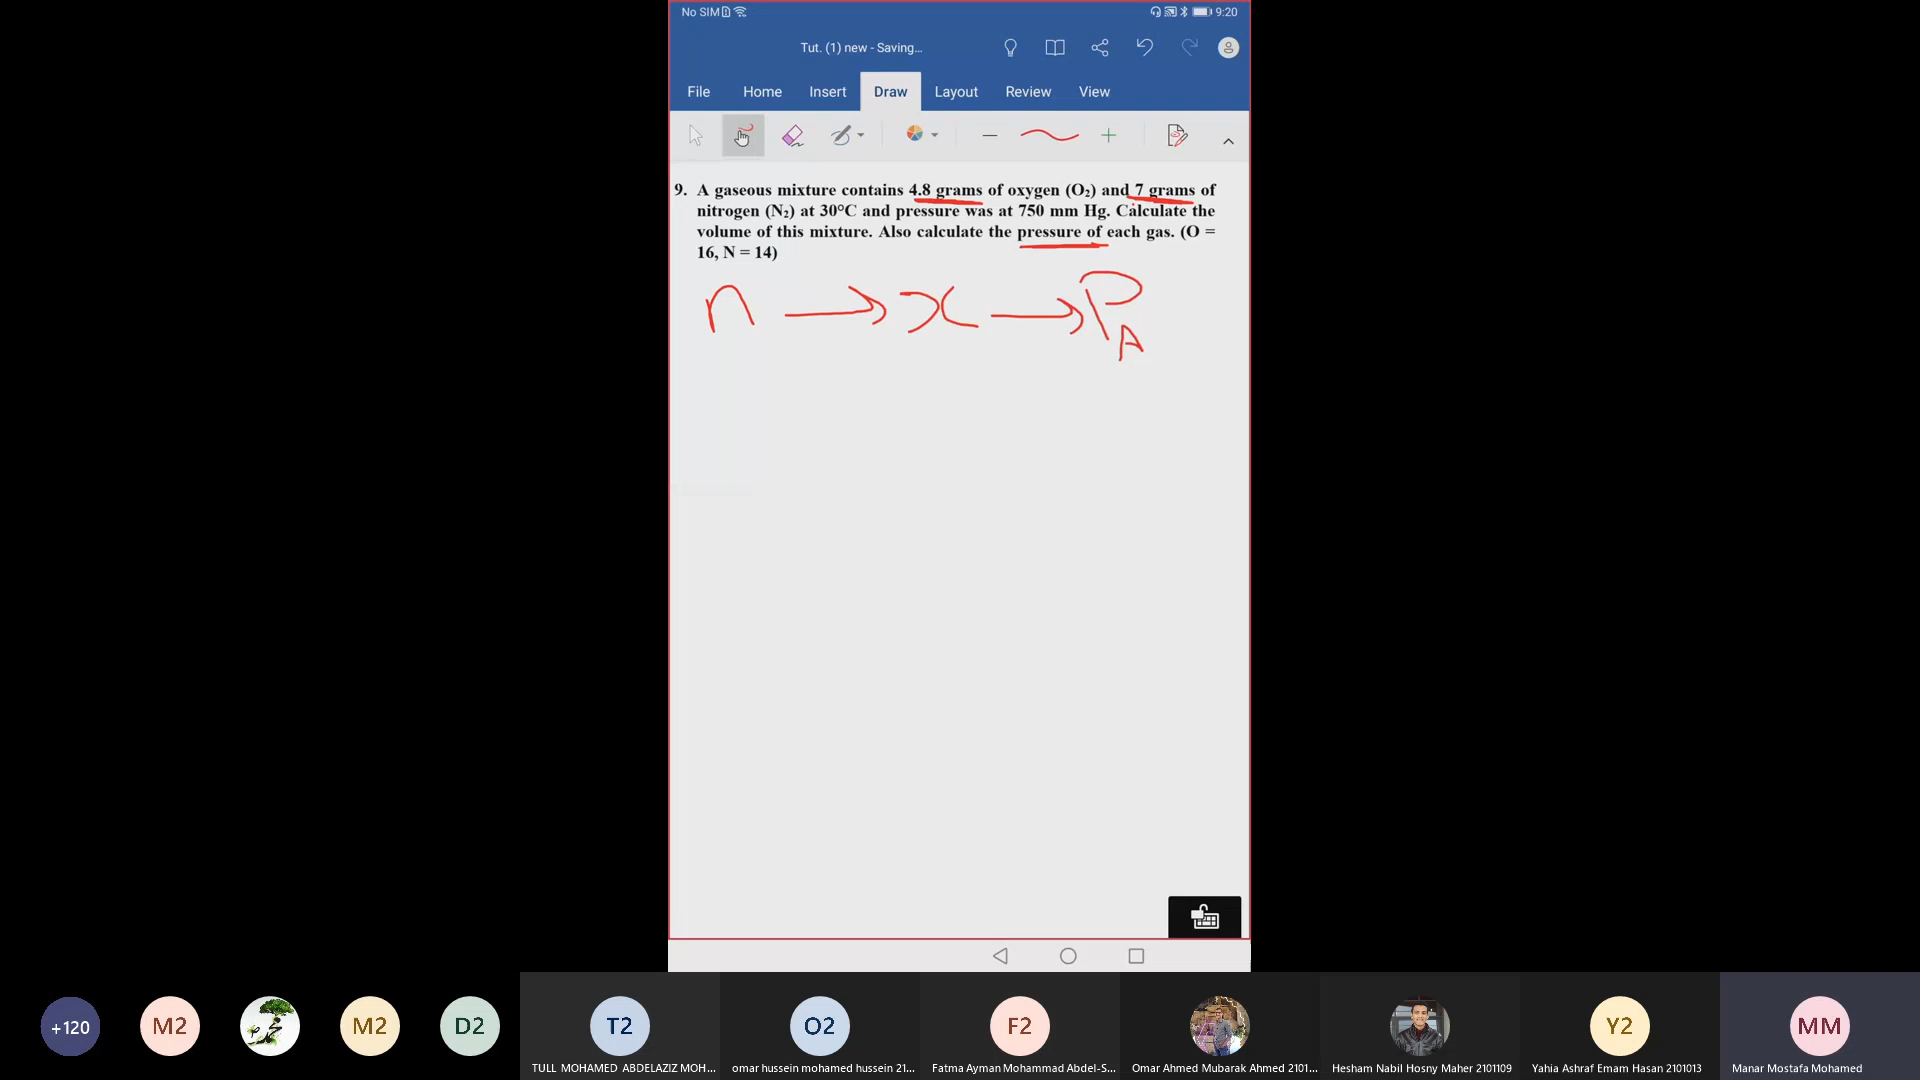 No SIM
9:20
Tut. (1) new - Saving...
File Home Insert Draw Layout Review View
9. A gaseous mixture contains 4.8 grams of oxygen (O₂) and 7 grams of
nitrogen (N₂) at 30°C and pressure was at 750 mm Hg. Calculate the
volume of this mixture. Also calculate the pressure of each gas. (O =
16, N = 14)
n → x → P_A
+120 M2 M2 D2 T2 O2 F2 Y2 MM
TULL MOHAMED ABDELAZIZ MOH... omar hussein mohamed hussein 21... Fatma Ayman Mohammad Abdel-S... Omar Ahmed Mubarak Ahmed 2101... Hesham Nabil Hosny Maher 2101109 Yahia Ashraf Emam Hasan 2101013 Manar Mostafa Mohamed